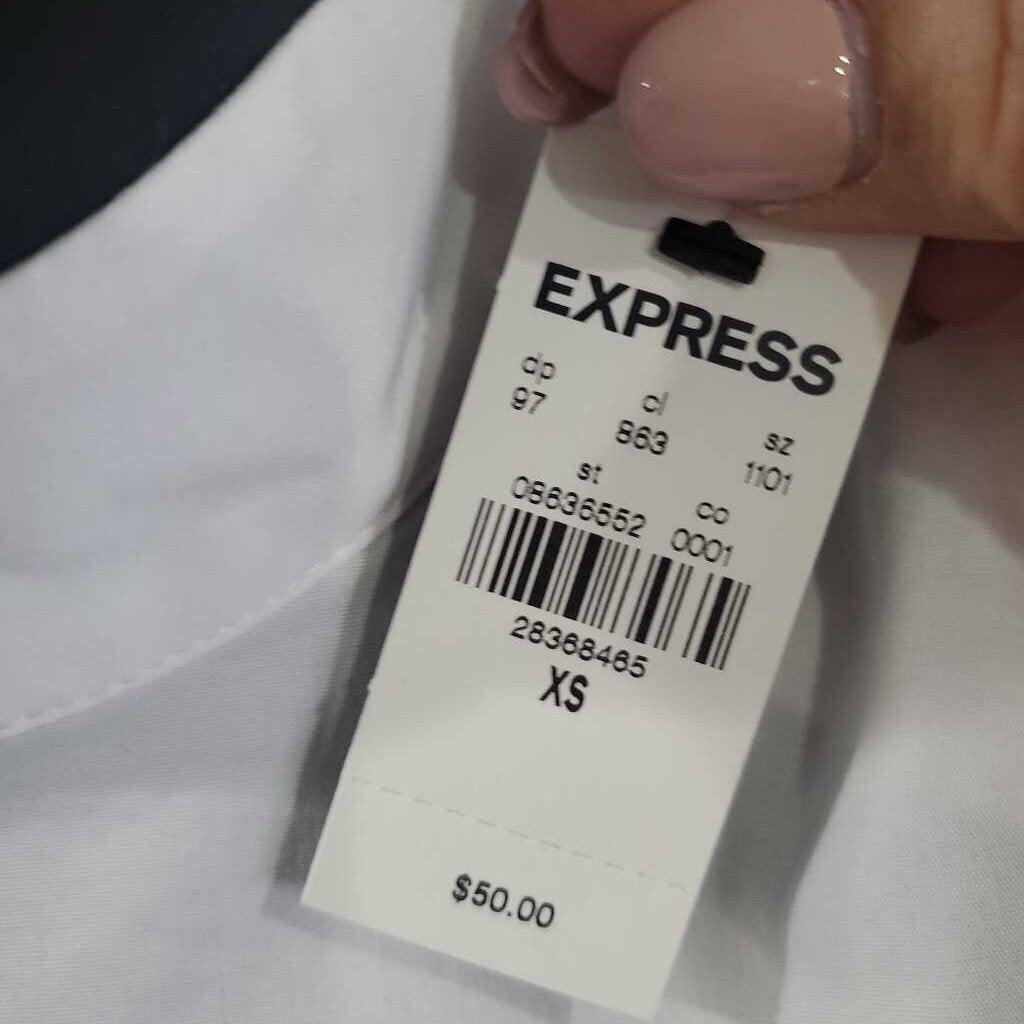 EXPRESS
dp cl sz
97 863 1101
st co
08636552 0001
28368465
XS
$50.00